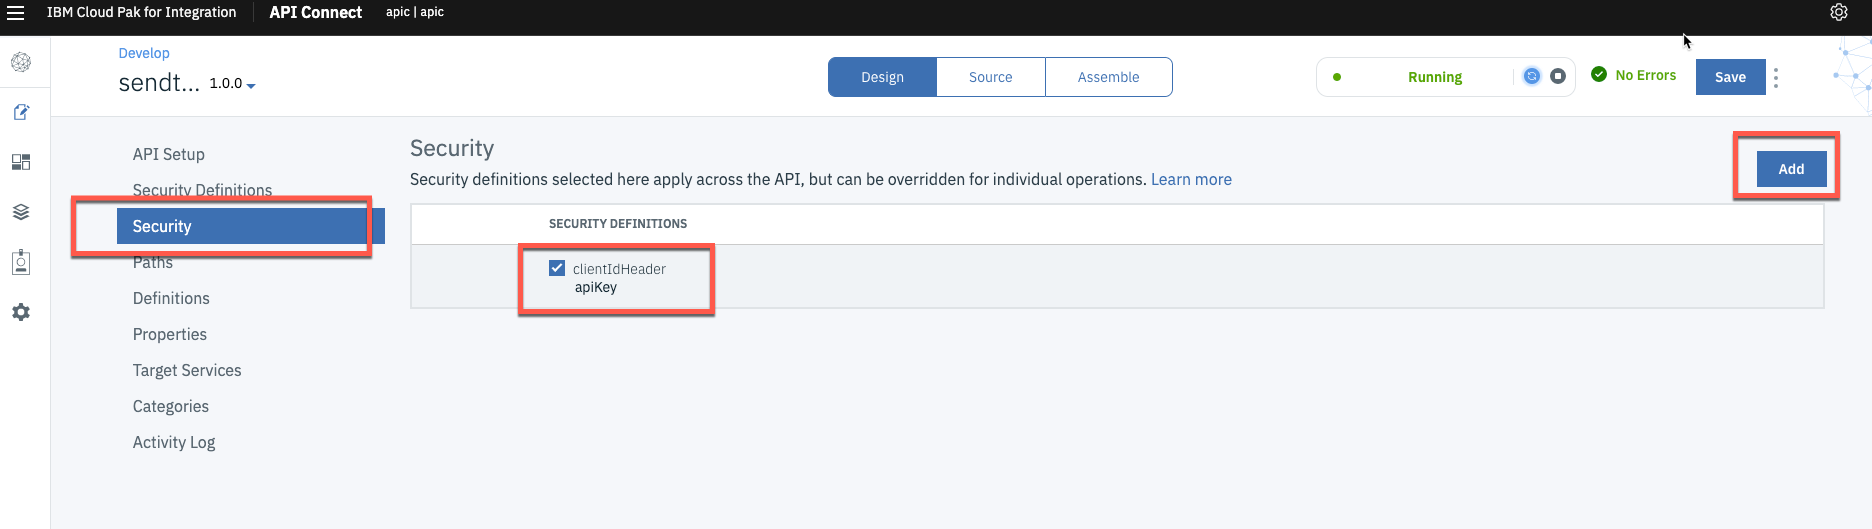 IBM Cloud Pak for Integration API Connect apic | apic
Develop
sendt... 1.0.0
Design Source Assemble
Running
No Errors
Save
API Setup
Security Definitions
Security
Paths
Definitions
Properties
Target Services
Categories
Activity Log
Security
Security definitions selected here apply across the API, but can be overridden for individual operations. Learn more
Add
SECURITY DEFINITIONS
clientIdHeader
apiKey